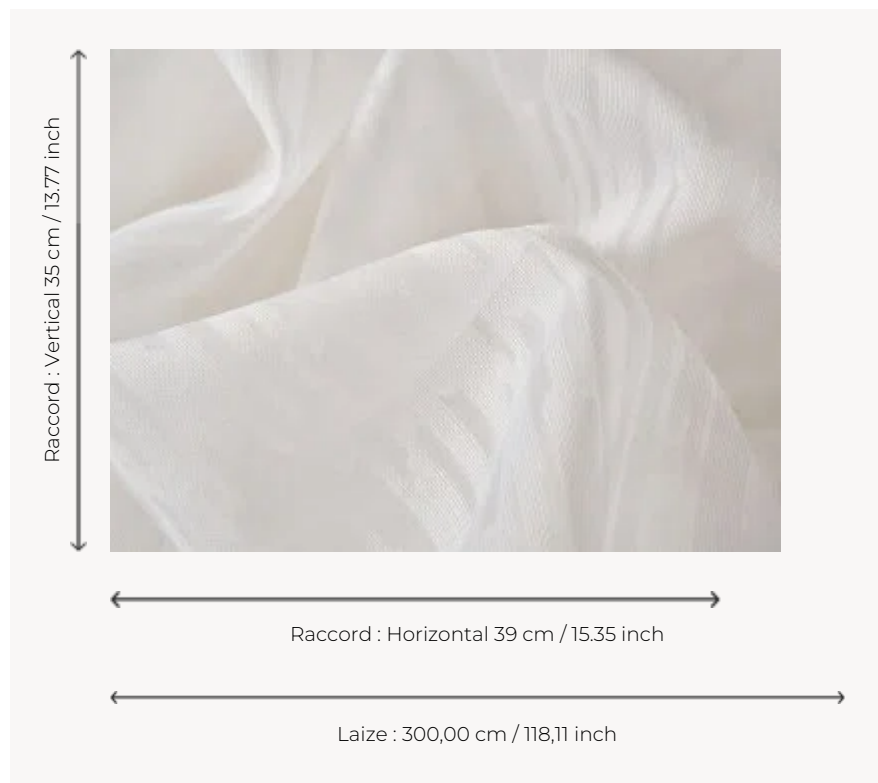 Raccord : Vertical 35 cm / 13.77 inch
Raccord : Horizontal 39 cm / 15.35 inch
Laize : 300,00 cm / 118,11 inch